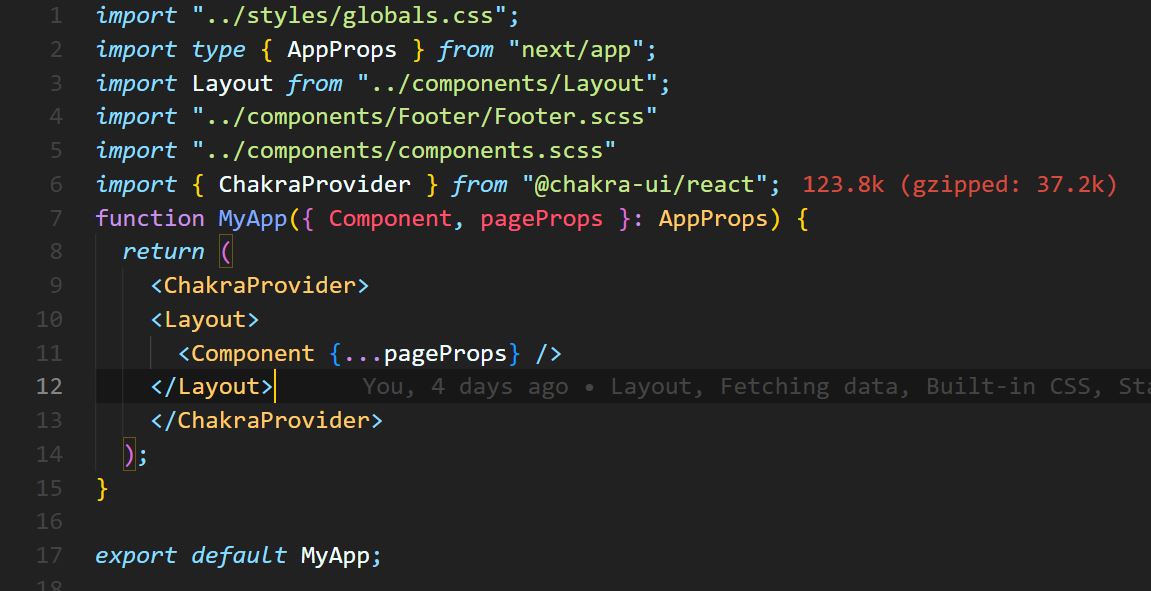 1 import "../styles/globals.css";
2 import type { AppProps } from "next/app";
3 import Layout from "../components/Layout";
4 import "../components/Footer/Footer.scss"
5 import "../components/components.scss"
6 import { ChakraProvider } from "@chakra-ui/react"; 123.8k (gzipped: 37.2k)
7 function MyApp({ Component, pageProps }: AppProps) {
8 return (
9 <ChakraProvider>
10 <Layout>
11 <Component {...pageProps} />
12 </Layout> You, 4 days ago • Layout, Fetching data, Built-in CSS,
13 </ChakraProvider>
14 );
15 }
16
17 export default MyApp;
18